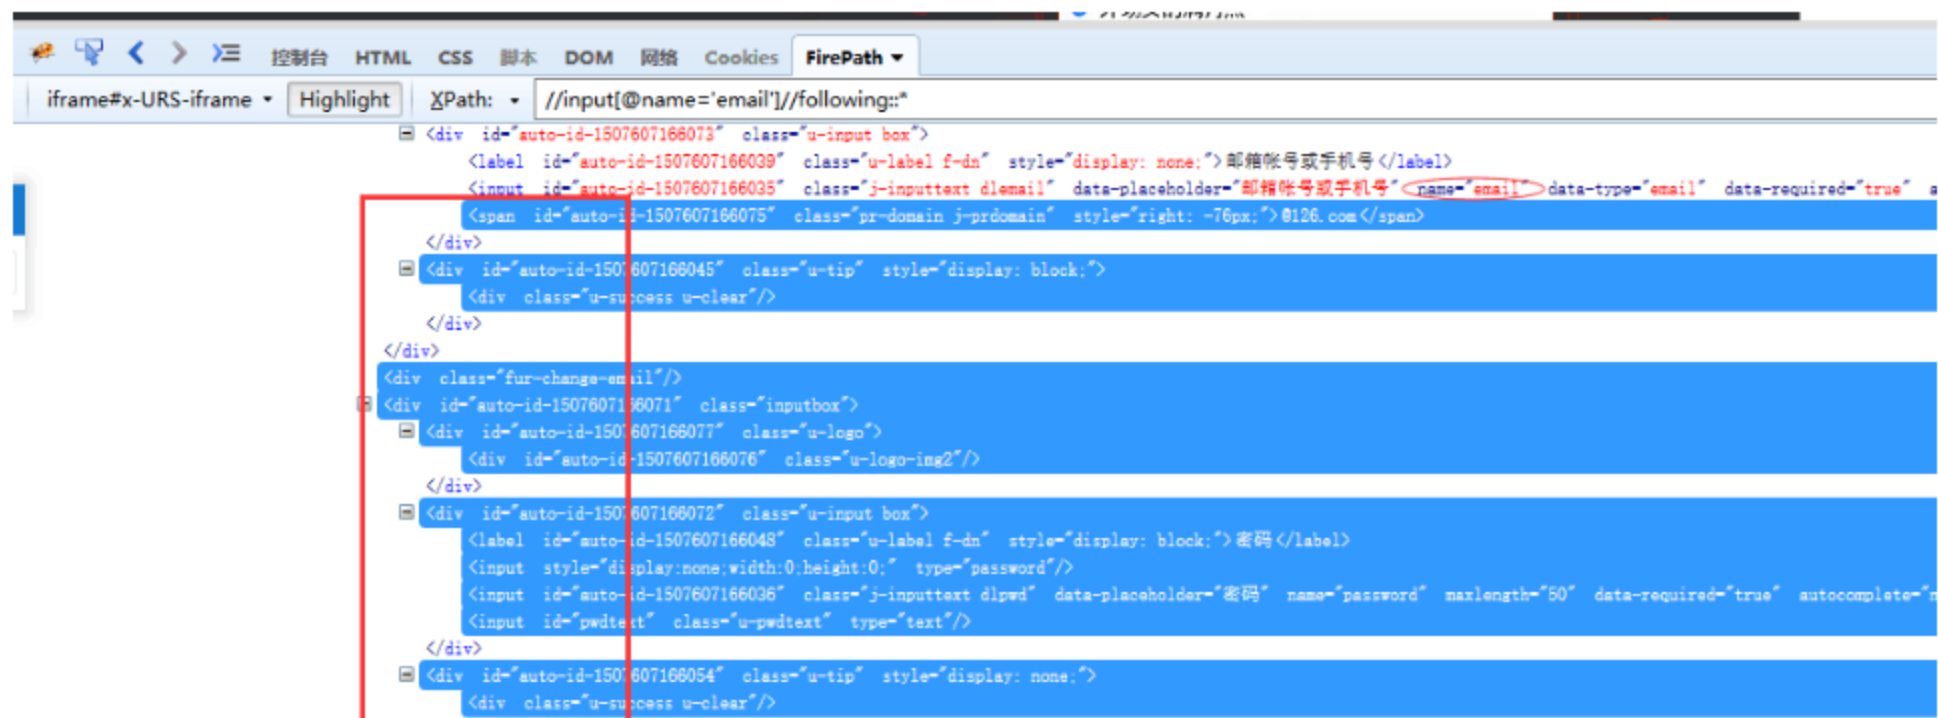 控制台 HTML CSS 脚本 DOM 网络 Cookies FirePath
iframe#x-URS-iframe Highlight XPath: //input[@name='email']//following::*
<div id="auto-id-1507607166073" class="u-input box">
<label id="auto-id-1507607166039" class="u-label f-dn" style="display: none;">邮箱帐号或手机号</label>
<input id="auto-id-1507607166035" class="j-inputtext dlemail" data-placeholder="邮箱帐号或手机号" name="email" data-type="email" data-required="true" a
<span id="auto-id-1507607166075" class="pr-domain j-prdomain" style="right: -76px;">@126.com</span>
</div>
<div id="auto-id-1507607166045" class="u-tip" style="display: block;">
<div class="u-success u-clear"/>
</div>
</div>
<div class="fur-change-email"/>
<div id="auto-id-1507607166071" class="inputbox">
<div id="auto-id-1507607166077" class="u-logo">
<div id="auto-id-1507607166076" class="u-logo-img2"/>
</div>
<div id="auto-id-1507607166072" class="u-input box">
<label id="auto-id-1507607166048" class="u-label f-dn" style="display: block;">密码</label>
<input style="display:none;width:0;height:0;" type="password"/>
<input id="auto-id-1507607166036" class="j-inputtext dlpwd" data-placeholder="密码" name="password" maxlength="50" data-required="true" autocomplete="
<input id="pwdtext" class="u-pwdtext" type="text"/>
</div>
<div id="auto-id-1507607166054" class="u-tip" style="display: none;">
<div class="u-success u-clear"/>